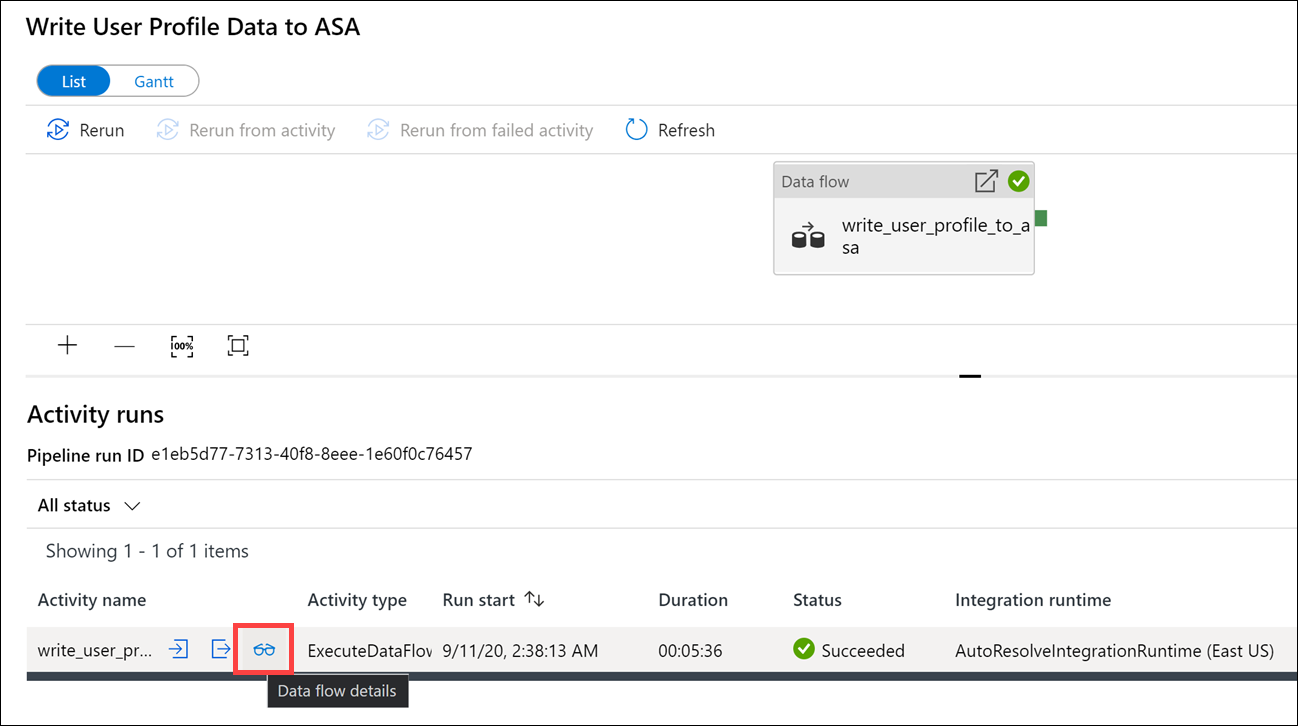 Write User Profile Data to ASA
List Gantt
Rerun Rerun from activity Rerun from failed activity Refresh
Data flow
write_user_profile_to_a
sa
100%
Activity runs
Pipeline run ID e1eb5d77-7313-40f8-8eee-1e60f0c76457
All status
Showing 1 - 1 of 1 items
Activity name Activity type Run start Duration Status Integration runtime
write_user_pr... ExecuteDataFlov 9/11/20, 2:38:13 AM 00:05:36 Succeeded AutoResolveIntegrationRuntime (East US)
Data flow details